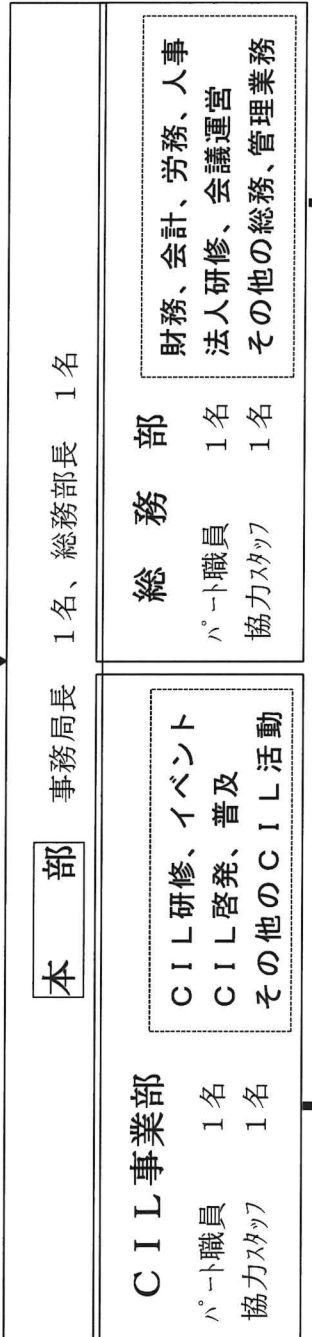 本　部　事務局長　１名、総務部長　１名
ＣＩＬ事業部
パート職員　１名
協力スタッフ　１名
ＣＩＬ研修、イベント
ＣＩＬ啓発、普及
その他のＣＩＬ活動
総　務　部
パート職員　１名
協力スタッフ　１名
財務、会計、労務、人事
法人研修、会議運営
その他の総務、管理業務